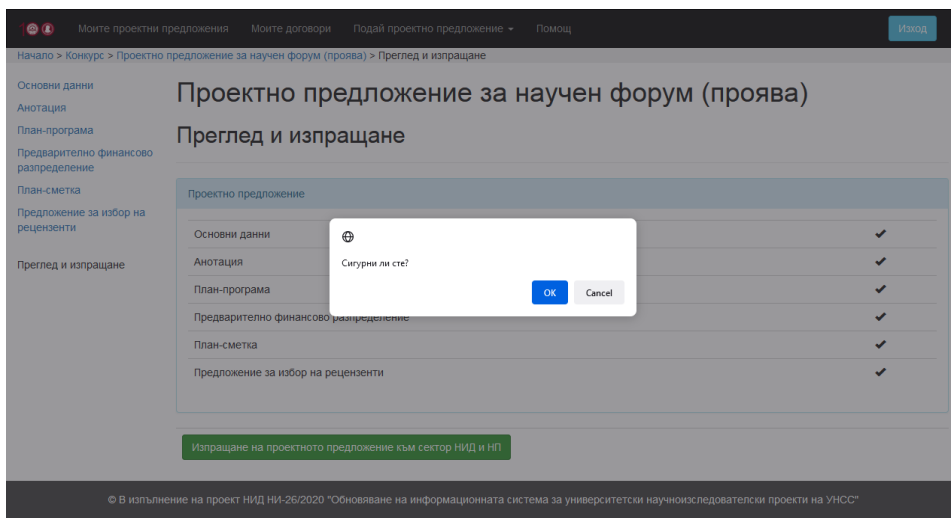 Моите проектни предложения Моите договори Подай проектно предложение Помощ Изход
Начало > Конкурс > Проектно предложение за научен форум (проява) > Преглед и изпращане
Основни данни
Анотация
План-програма
Предварително финансово
разпределение
План-сметка
Предложение за избор на
рецензенти
Преглед и изпращане
Проектно предложение за научен форум (проява)
Преглед и изпращане
Проектно предложение
Основни данни
Анотация
План-програма
Предварително финансово разпределение
План-сметка
Предложение за избор на рецензенти
Сигурни ли сте?
OK Cancel
Изпращане на проектното предложение към сектор НИД и НП
© В изпълнение на проект НИД НИ-26/2020 "Обновяване на информационната система за университетски научноизследователски проекти на УНСС"